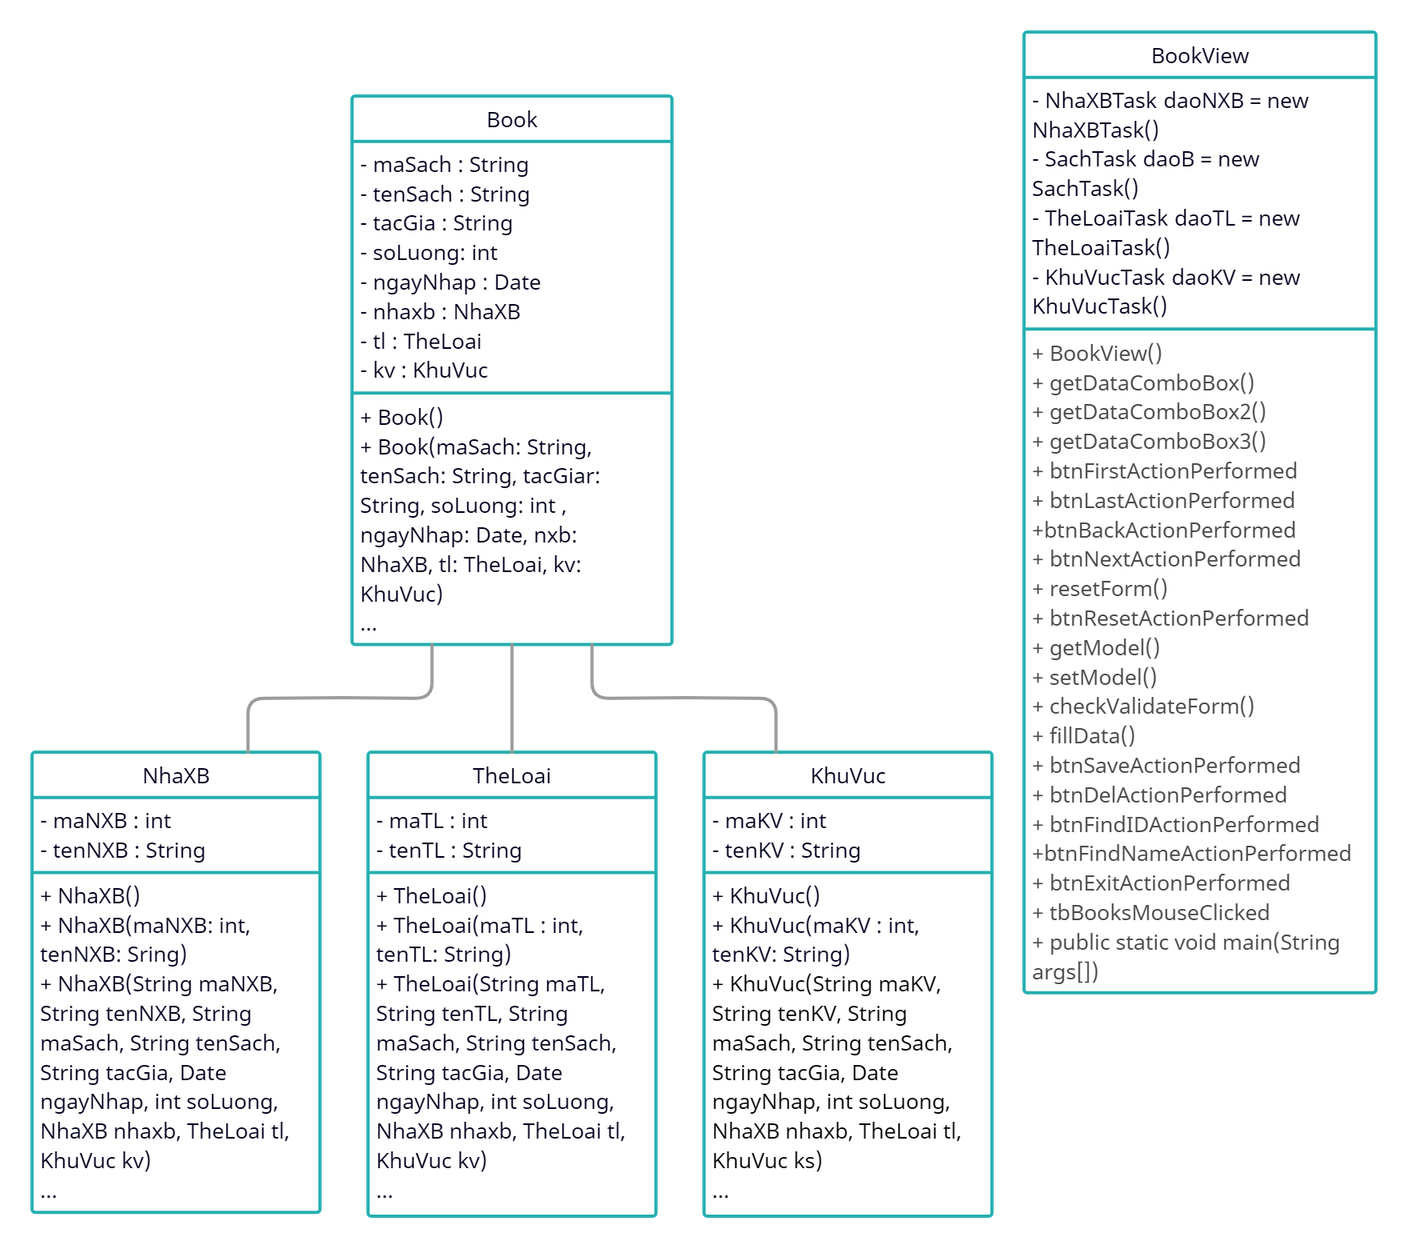 Book
- maSach : String
- tenSach : String
- tacGia : String
- soLuong: int
- ngayNhap : Date
- nhaxb : NhaXB
- tl : TheLoai
- kv : KhuVuc
+ Book()
+ Book(maSach: String,
tenSach: String, tacGiar:
String, soLuong: int ,
ngayNhap: Date, nxb:
NhaXB, tl: TheLoai, kv:
KhuVuc)
...
BookView
- NhaXBTask daoNXB = new
NhaXBTask()
- SachTask daoB = new
SachTask()
- TheLoaiTask daoTL = new
TheLoaiTask()
- KhuVucTask daoKV = new
KhuVucTask()
+ BookView()
+ getDataComboBox()
+ getDataComboBox2()
+ getDataComboBox3()
+ btnFirstActionPerformed
+ btnLastActionPerformed
+btnBackActionPerformed
+ btnNextActionPerformed
+ resetForm()
+ btnResetActionPerformed
+ getModel()
+ setModel()
+ checkValidateForm()
+ fillData()
+ btnSaveActionPerformed
+ btnDelActionPerformed
+ btnFindIDActionPerformed
+btnFindNameActionPerformed
+ btnExitActionPerformed
+ tbBooksMouseClicked
+ public static void main(String
args[])
NhaXB
- maNXB : int
- tenNXB : String
+ NhaXB()
+ NhaXB(maNXB: int,
tenNXB: Sring)
+ NhaXB(String maNXB,
String tenNXB, String
maSach, String tenSach,
String tacGia, Date
ngayNhap, int soLuong,
NhaXB nhaxb, TheLoai tl,
KhuVuc kv)
...
TheLoai
- maTL : int
- tenTL : String
+ TheLoai()
+ TheLoai(maTL : int,
tenTL: String)
+ TheLoai(String maTL,
String tenTL, String
maSach, String tenSach,
String tacGia, Date
ngayNhap, int soLuong,
NhaXB nhaxb, TheLoai tl,
KhuVuc kv)
...
KhuVuc
- maKV : int
- tenKV : String
+ KhuVuc()
+ KhuVuc(maKV : int,
tenKV: String)
+ KhuVuc(String maKV,
String tenKV, String
maSach, String tenSach,
String tacGia, Date
ngayNhap, int soLuong,
NhaXB nhaxb, TheLoai tl,
KhuVuc ks)
...